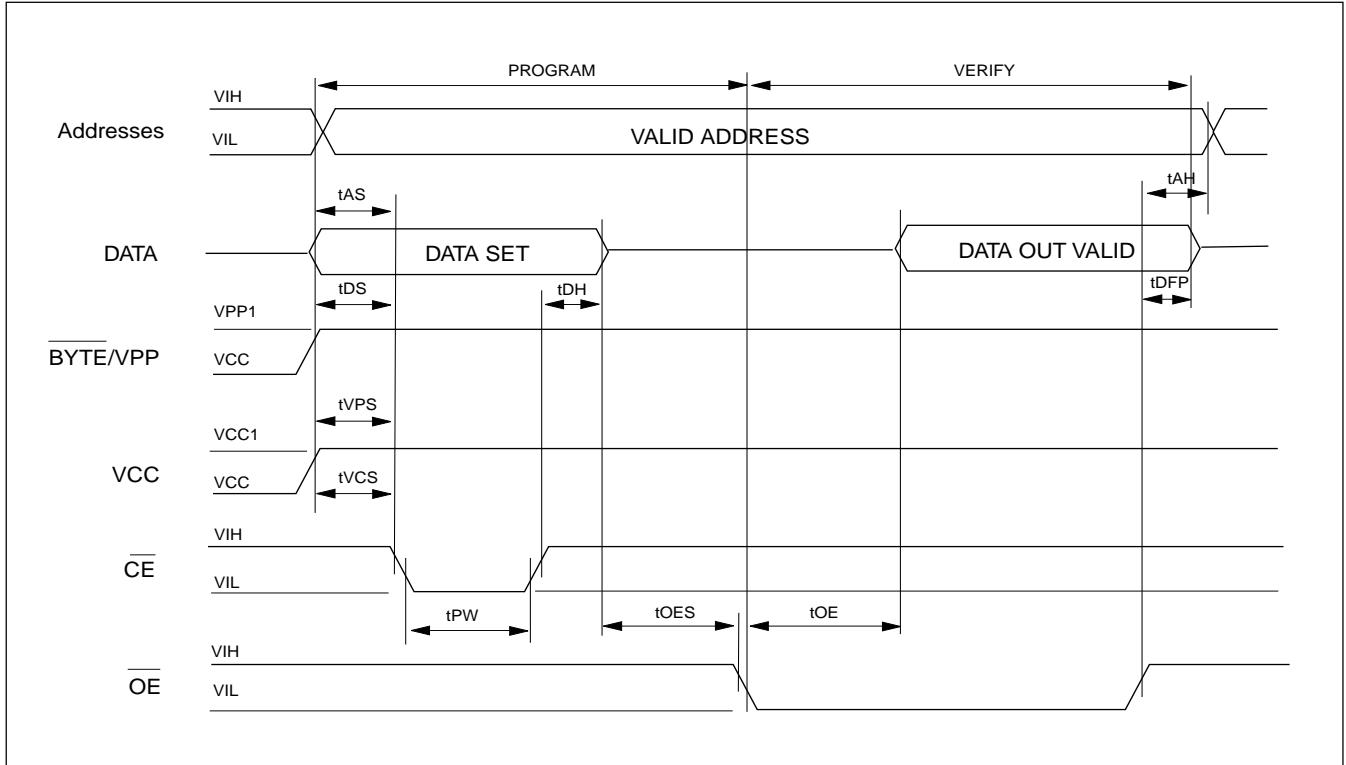 PROGRAM VERIFY
VIH
Addresses
VIL
VALID ADDRESS
tAH
tAS
DATA
DATA SET
DATA OUT VALID
tDS
tDH
tDFP
VPP1
BYTE/VPP
VCC
tVPS
VCC1
VCC
VCC
tVCS
VIH
CE
VIL
tPW
tOES
tOE
VIH
OE
VIL